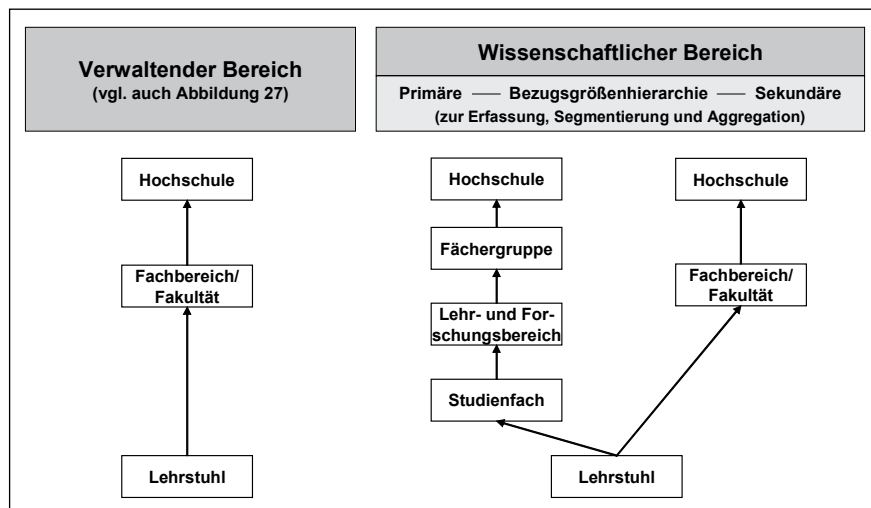 Verwaltender Bereich
(vgl. auch Abbildung 27)
Wissenschaftlicher Bereich
Primäre — Bezugsgrößenhierarchie — Sekundäre
(zur Erfassung, Segmentierung und Aggregation)
Hochschule
Fachbereich/
Fakultät
Lehrstuhl
Hochschule
Fächergruppe
Lehr- und For-
schungsbereich
Studienfach
Hochschule
Fachbereich/
Fakultät
Lehrstuhl